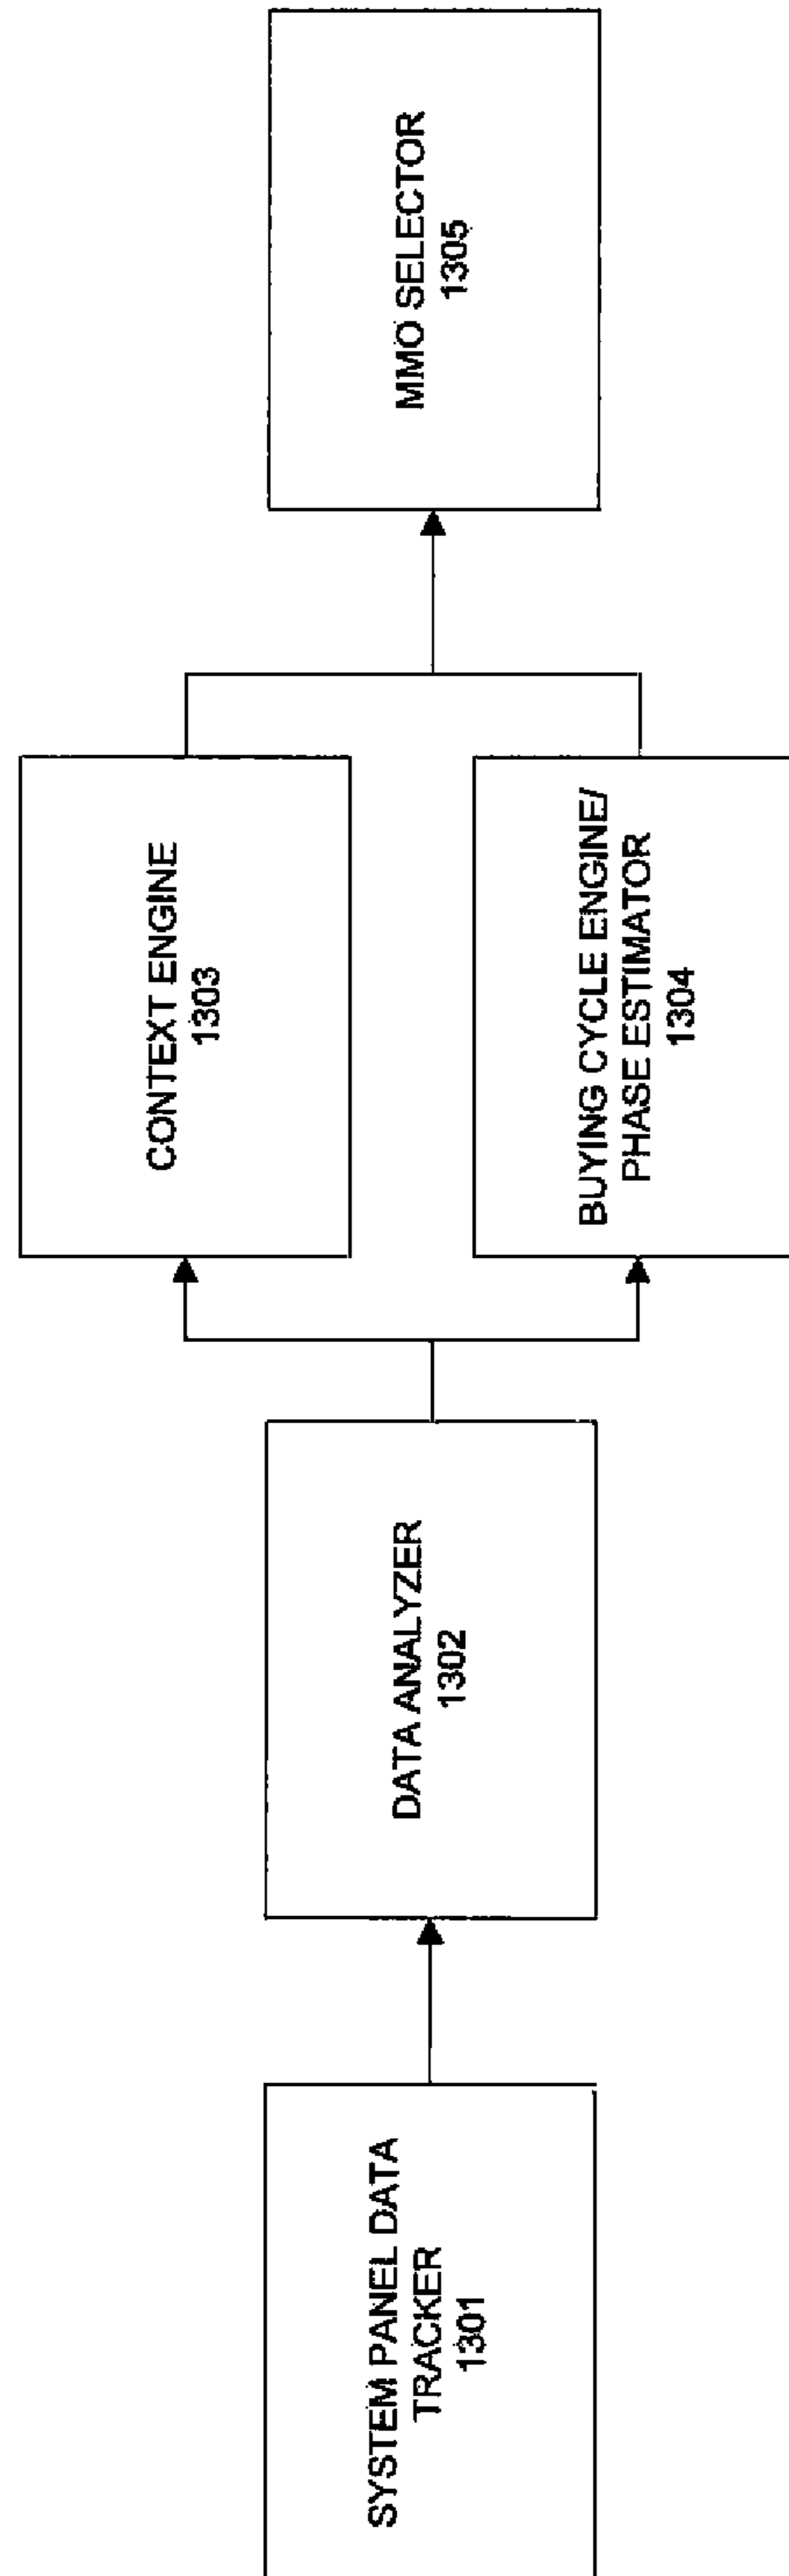 SYSTEM PANEL DATA
TRACKER
1301
DATA ANALYZER
1302
CONTEXT ENGINE
1303
BUYING CYCLE ENGINE/
PHASE ESTIMATOR
1304
MMO SELECTOR
1305